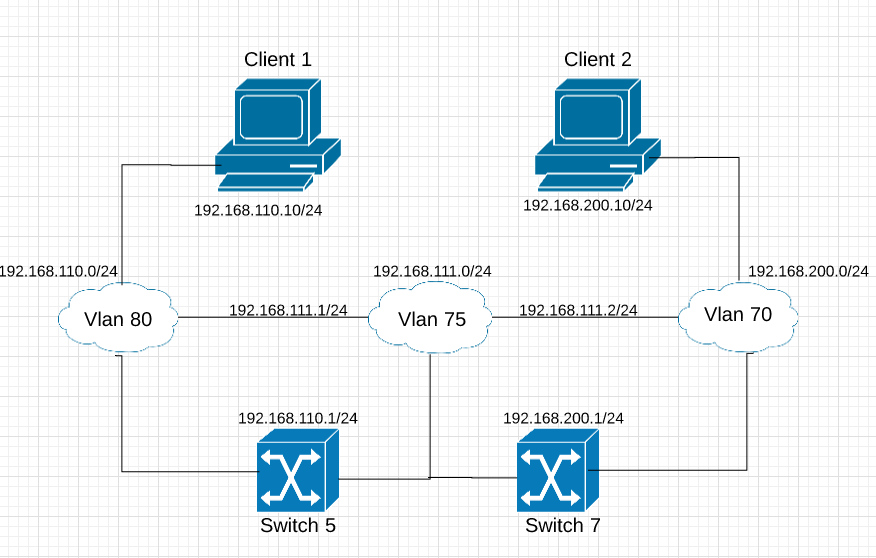 Client 1
Client 2
192.168.110.10/24
192.168.200.10/24
192.168.110.0/24
192.168.111.0/24
192.168.200.0/24
Vlan 80
192.168.111.1/24
Vlan 75
192.168.111.2/24
Vlan 70
192.168.110.1/24
192.168.200.1/24
Switch 5
Switch 7